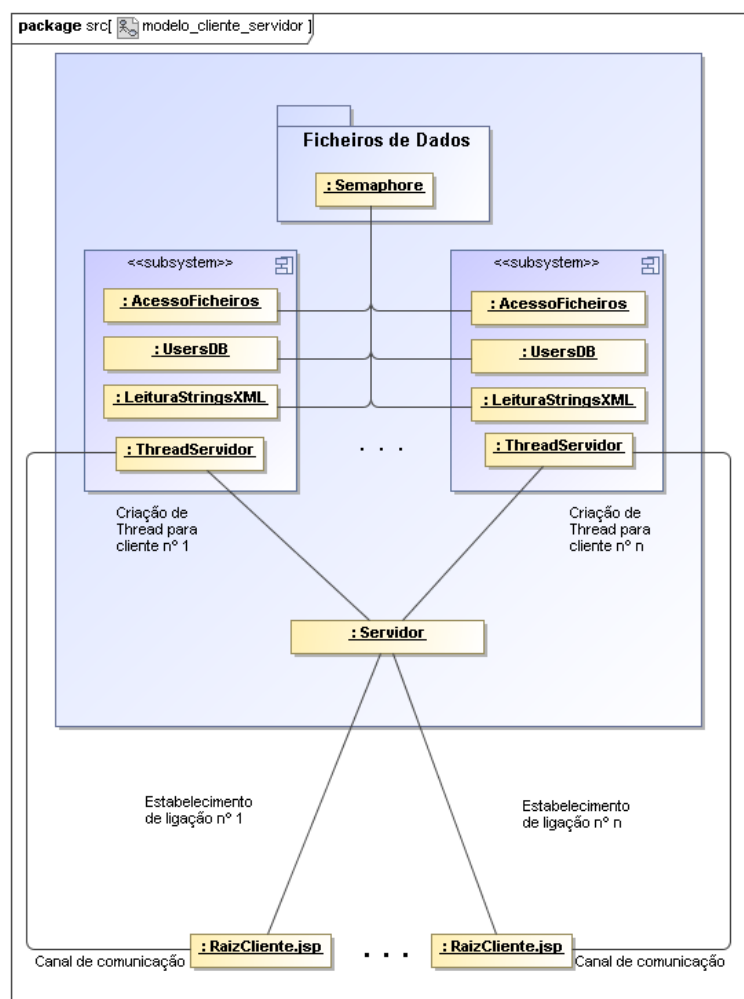 package src[ modelo_cliente_servidor ]
Ficheiros de Dados
: Semaphore
<<subsystem>>
: AcessoFicheiros
: UsersDB
: LeituraStringsXML
: ThreadServidor
<<subsystem>>
: AcessoFicheiros
: UsersDB
: LeituraStringsXML
: ThreadServidor
. . .
Criação de
Thread para
cliente nº 1
Criação de
Thread para
cliente nº n
: Servidor
Estabelecimento
de ligação nº 1
Estabelecimento
de ligação nº n
: RaizCliente.jsp
. . .
: RaizCliente.jsp
Canal de comunicação
Canal de comunicação